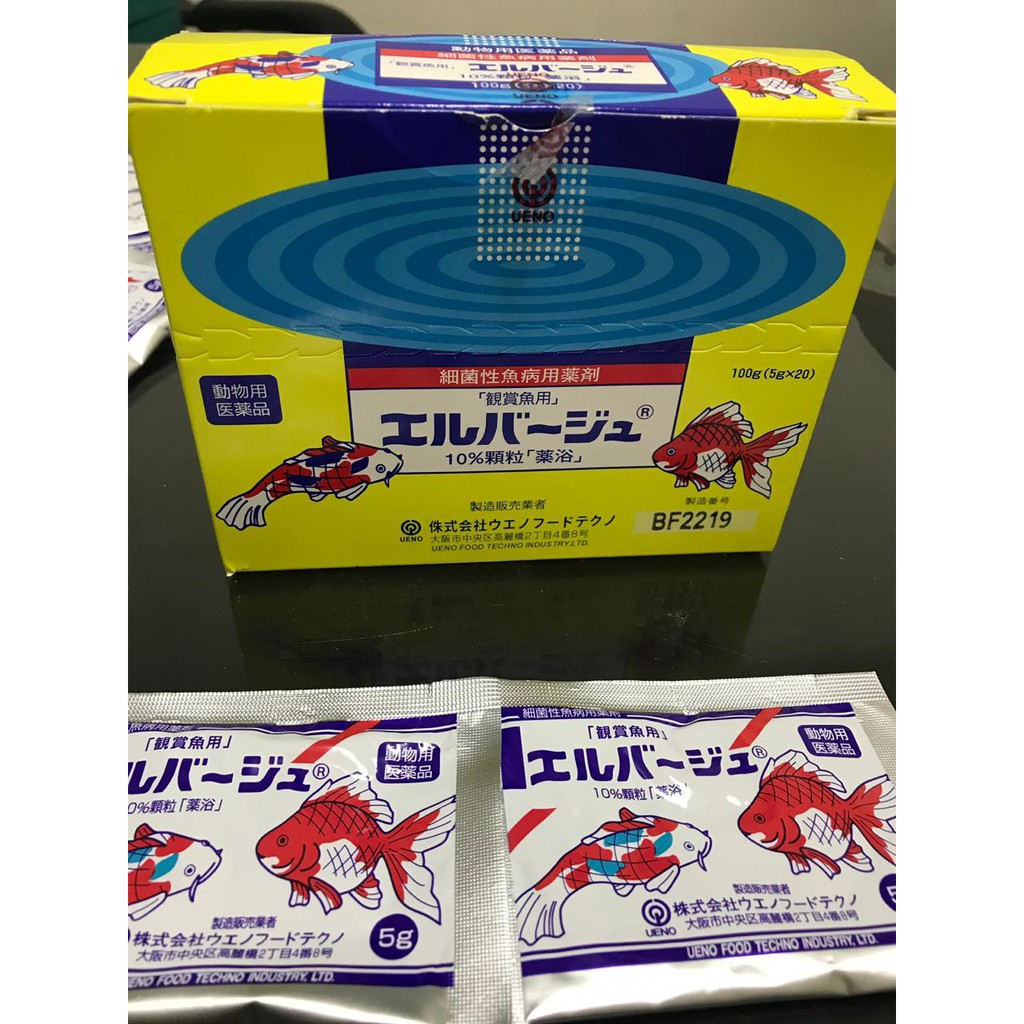 動物用医薬品
細菌性魚病用薬剤
「観賞魚用」 エルバージュ®
10%顆粒「薬浴」
UENO
UENO
細菌性魚病用薬剤
100g(5g×20)
動物用
医薬品
「観賞魚用」
エルバージュ®
10%顆粒「薬浴」
製造販売業者
製造番号
BF2219
UENO
株式会社ウエノフードテクノ
大阪市中央区高麗橋2丁目4番8号
UENO FOOD TECHNO INDUSTRY,LTD.
「観賞魚用」
動物用
医薬品
ルバージュ®
0%顆粒「薬浴」
製造販売業者
株式会社ウエノフードテクノ
大阪市中央区高麗橋2丁目4番8号
5g
UENO FOOD TECHNO INDUSTRY, LTD.
細菌性魚病用薬剤
動物用
医薬品
エルバージュ®
10%顆粒「薬浴」
製造販売業者
UENO
株式会社ウエノフードテクノ
大阪市中央区高麗橋2丁目4番8号
UENO FOOD TECHNO INDUSTRY, LTD.